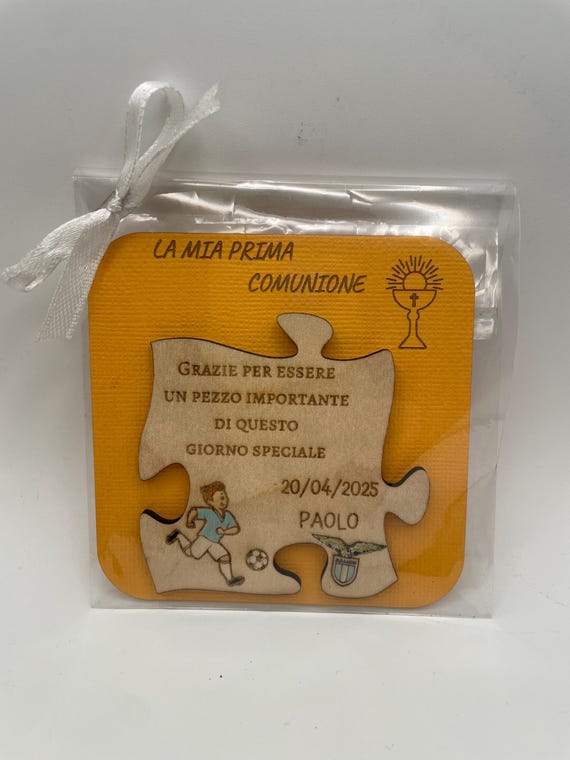 LA MIA PRIMA
COMUNIONE
GRAZIE PER ESSERE
UN PEZZO IMPORTANTE
DI QUESTO
GIORNO SPECIALE
20/04/2025
PAOLO